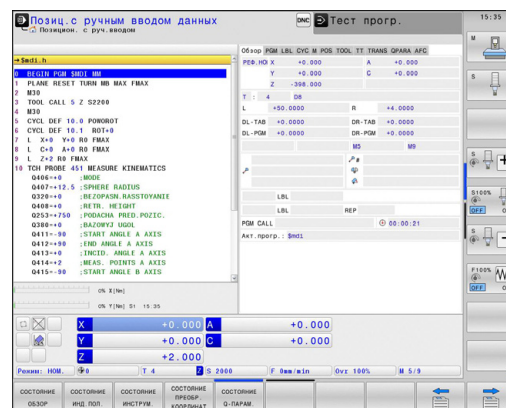 Позиц. с ручным вводом данных
Позицион. с руч.вводом
DNC
Тест прогр.
15:35
→$mdi.h
0 BEGIN PGM $MDI MM
1 PLANE RESET TURN MB MAX FMAX
2 M30
3 TOOL CALL 5 Z S2200
4 M30
5 CYCL DEF 10.0 POWOROT
6 CYCL DEF 10.1 ROT+0
7 L X+0 Y+0 R0 FMAX
8 L C+0 A+0 R0 FMAX
9 L Z+2 R0 FMAX
10 TCH PROBE 451 MEASURE KINEMATICS
Q406=+0 ;MODE
Q407=+12.5 ;SPHERE RADIUS
Q320=+0 ;BEZOPASN.RASSTOYANIE
Q408=+0 ;RETR. HEIGHT
Q253=+750 ;PODACHA PRED.POZIC.
Q380=+0 ;BAZOWYJ UGOL
Q411=-90 ;START ANGLE A AXIS
Q412=+90 ;END ANGLE A AXIS
Q413=+0 ;INCID. ANGLE A AXIS
Q414=+2 ;MEAS. POINTS A AXIS
Q415=-90 ;START ANGLE B AXIS
0% X[Nm]
0% Y[Nm] S1 15:35
Обзор PGM LBL CYC M POS TOOL TT TRANS QPARA AFC
РЕФ.НОМ X +0.000 A +0.000
Y +0.000 C +0.000
Z -398.000
T : 4 D8
L +50.0000 R +4.0000
DL-TAB +0.0000 DR-TAB +0.0000
DL-PGM +0.0000 DR-PGM +0.0000
M5 M9
LBL
LBL REP
PGM CALL 00:00:21
Акт.прогр.: $mdi
X +0.000 A +0.000
Y +0.000 C +0.000
Z +2.000
Режим: НОМ. 0 T 4 Z S 2000 F 0mm/min Ovr 100% M 5/9
M
S
S
S100%
OFF
S
F100%
OFF
СОСТОЯНИЕ ОБЗОР
СОСТОЯНИЕ ИНД. ПОЛ.
СОСТОЯНИЕ ИНСТРУМ.
СОСТОЯНИЕ ПРЕОБР. КООРДИНАТ
СОСТОЯНИЕ Q-ПАРАМ.